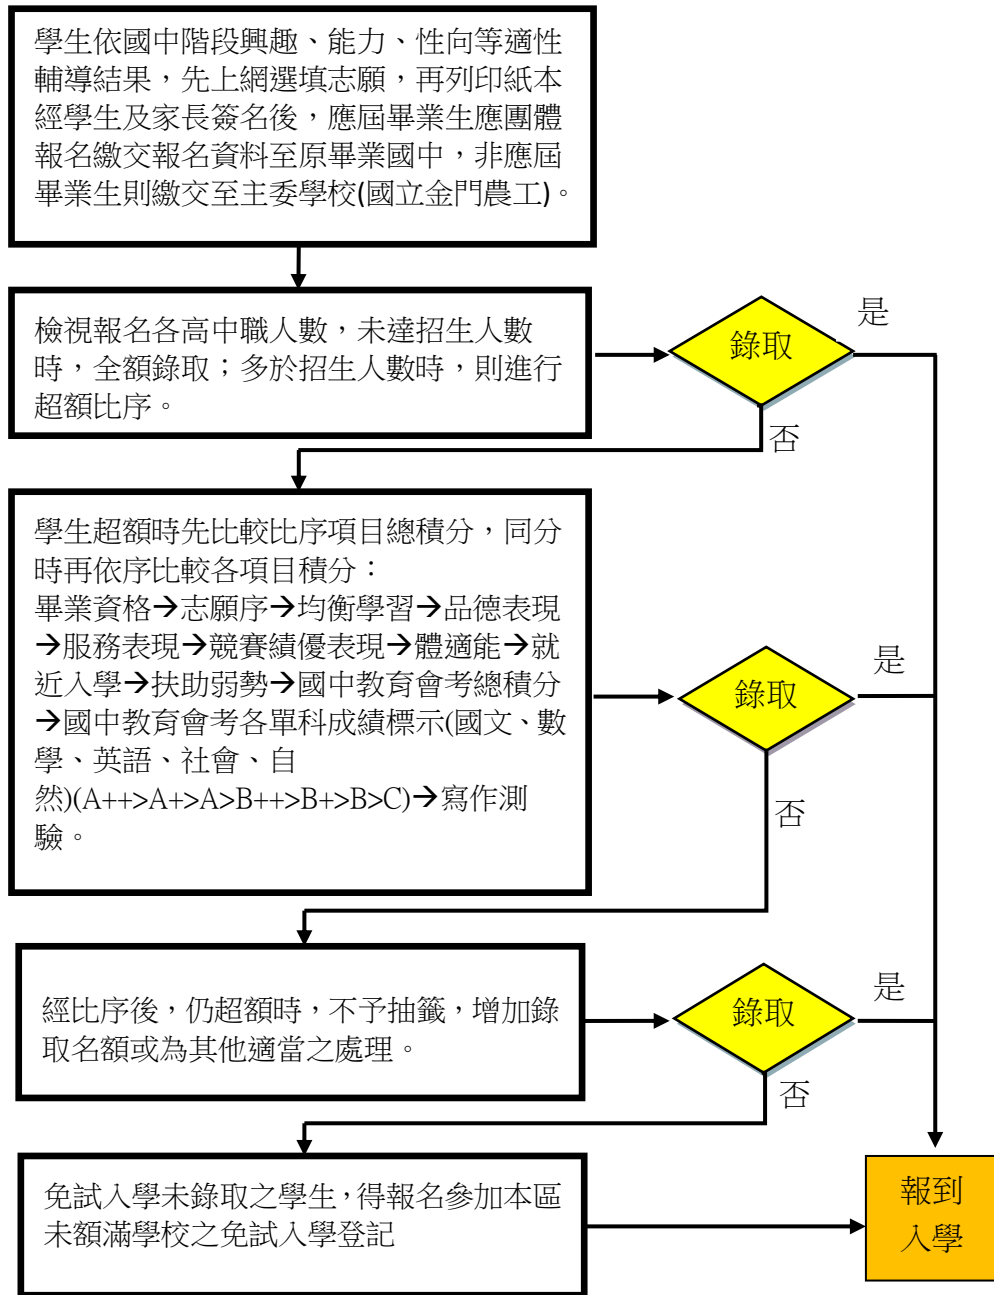 學生依國中階段興趣、能力、性向等適性
輔導結果，先上網選填志願，再列印紙本
經學生及家長簽名後，應屆畢業生應團體
報名繳交報名資料至原畢業國中，非應屆
畢業生則繳交至主委學校(國立金門農工)。
檢視報名各高中職人數，未達招生人數
時，全額錄取；多於招生人數時，則進行
超額比序。
錄取
是
否
學生超額時先比較比序項目總積分，同分
時再依序比較各項目積分：
畢業資格→志願序→均衡學習→品德表現
→服務表現→競賽績優表現→體適能→就
近入學→扶助弱勢→國中教育會考總積分
→國中教育會考各單科成績標示(國文、數
學、英語、社會、自
然)(A++>A+>A>B++>B+>B>C)→寫作測
驗。
錄取
是
否
經比序後，仍超額時，不予抽籤，增加錄
取名額或為其他適當之處理。
錄取
是
否
免試入學未錄取之學生，得報名參加本區
未額滿學校之免試入學登記
報到
入學